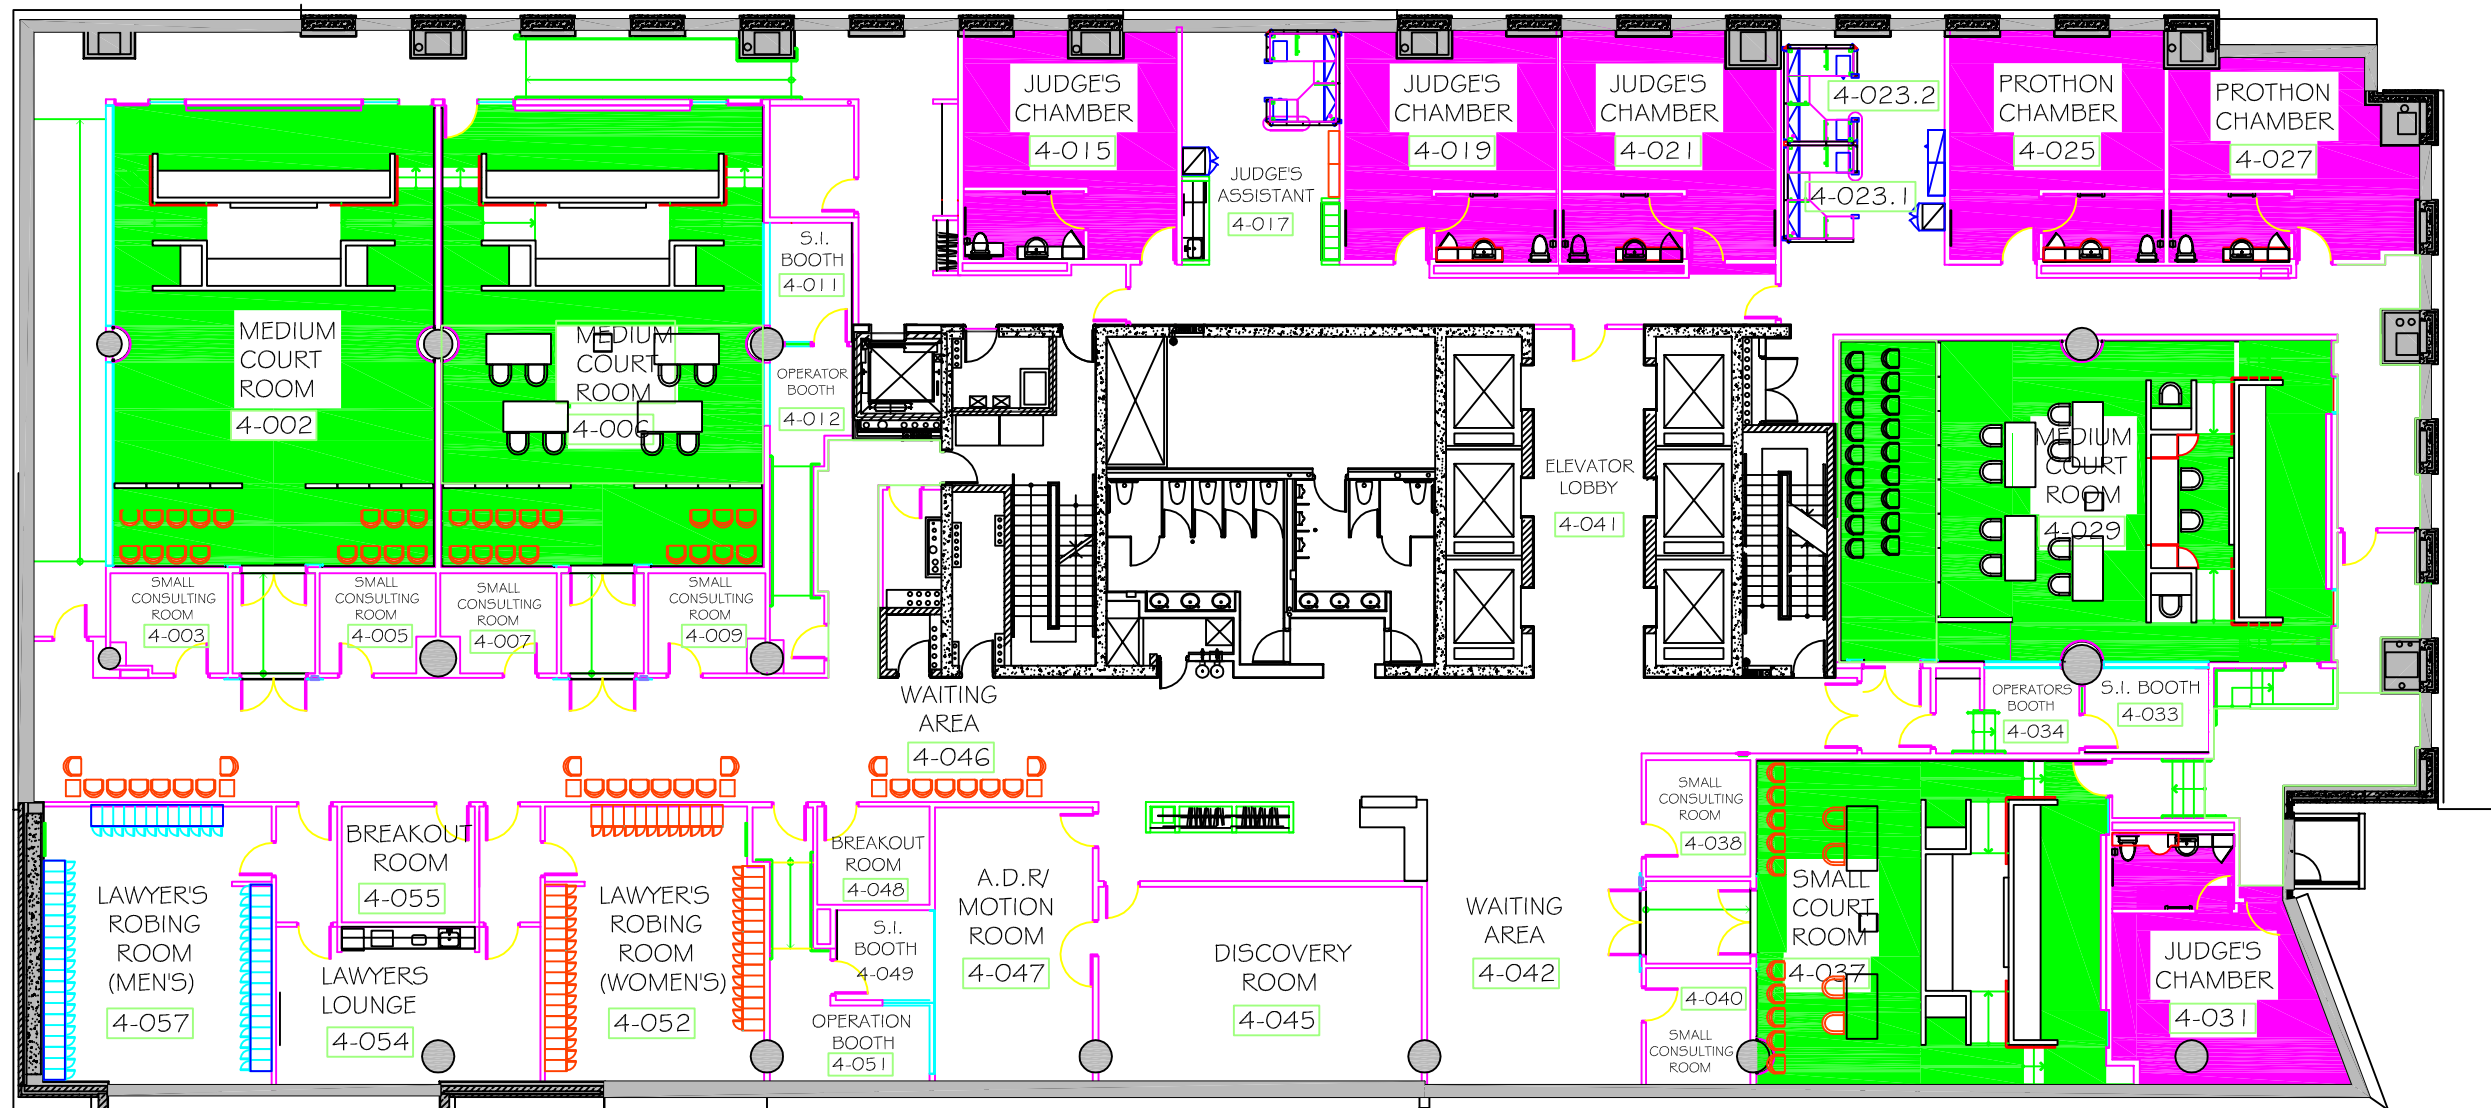 JUDGE'S
CHAMBER
4-015
JUDGE'S
ASSISTANT
4-017
JUDGE'S
CHAMBER
4-019
JUDGE'S
CHAMBER
4-021
4-023.2
4-023.1
PROTHON
CHAMBER
4-025
PROTHON
CHAMBER
4-027
MEDIUM
COURT
ROOM
4-002
MEDIUM
COURT
ROOM
4-006
S.I.
BOOTH
4-011
OPERATOR
BOOTH
4-012
ELEVATOR
LOBBY
4-041
MEDIUM
COURT
ROOM
4-029
SMALL
CONSULTING
ROOM
4-003
SMALL
CONSULTING
ROOM
4-005
SMALL
CONSULTING
ROOM
4-007
SMALL
CONSULTING
ROOM
4-009
WAITING
AREA
4-046
OPERATORS
BOOTH
4-034
S.I. BOOTH
4-033
LAWYER'S
ROBING
ROOM
(MEN'S)
4-057
BREAKOUT
ROOM
4-055
LAWYERS
LOUNGE
4-054
LAWYER'S
ROBING
ROOM
(WOMEN'S)
4-052
BREAKOUT
ROOM
4-048
S.I.
BOOTH
4-049
OPERATION
BOOTH
4-051
A.D.R/
MOTION
ROOM
4-047
DISCOVERY
ROOM
4-045
WAITING
AREA
4-042
SMALL
CONSULTING
ROOM
4-038
4-040
SMALL
CONSULTING
ROOM
SMALL
COURT
ROOM
4-037
JUDGE'S
CHAMBER
4-031